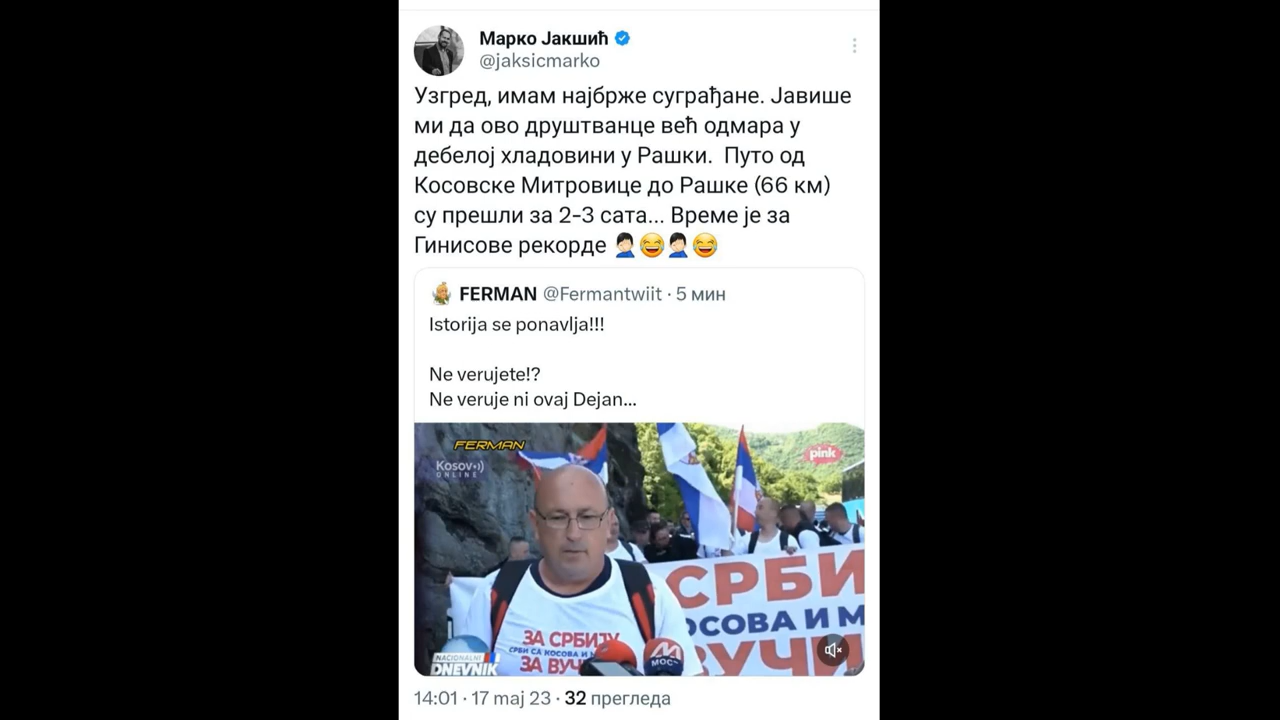 Марко Јакшић
@jaksicmarko
Узгред, имам најбрже суграђане. Јавише
ми да ово друштванце већ одмара у
дебелој хладовини у Рашки. Путо од
Косовске Митровице до Рашке (66 км)
су прешли за 2-3 сата... Време је за
Гинисове рекорде 🤦🏻‍♂️😂🤦🏻‍♂️😂
FERMAN @Fermantwiit · 5 мин
Istorija se ponavlja!!!
Ne verujete!?
Ne veruje ni ovaj Dejan...
FERMAN
Kosovo
ONLINE
pink
СРБИ
КОСОВА И М
ВУЧИ
ЗА СРБИЈУ
СРБИ СА КОСОВА И М
ЗА ВУЧ
МОС
NACIONALNI
DNEVNIK
14:01 · 17 maj 23 · 32 прегледа